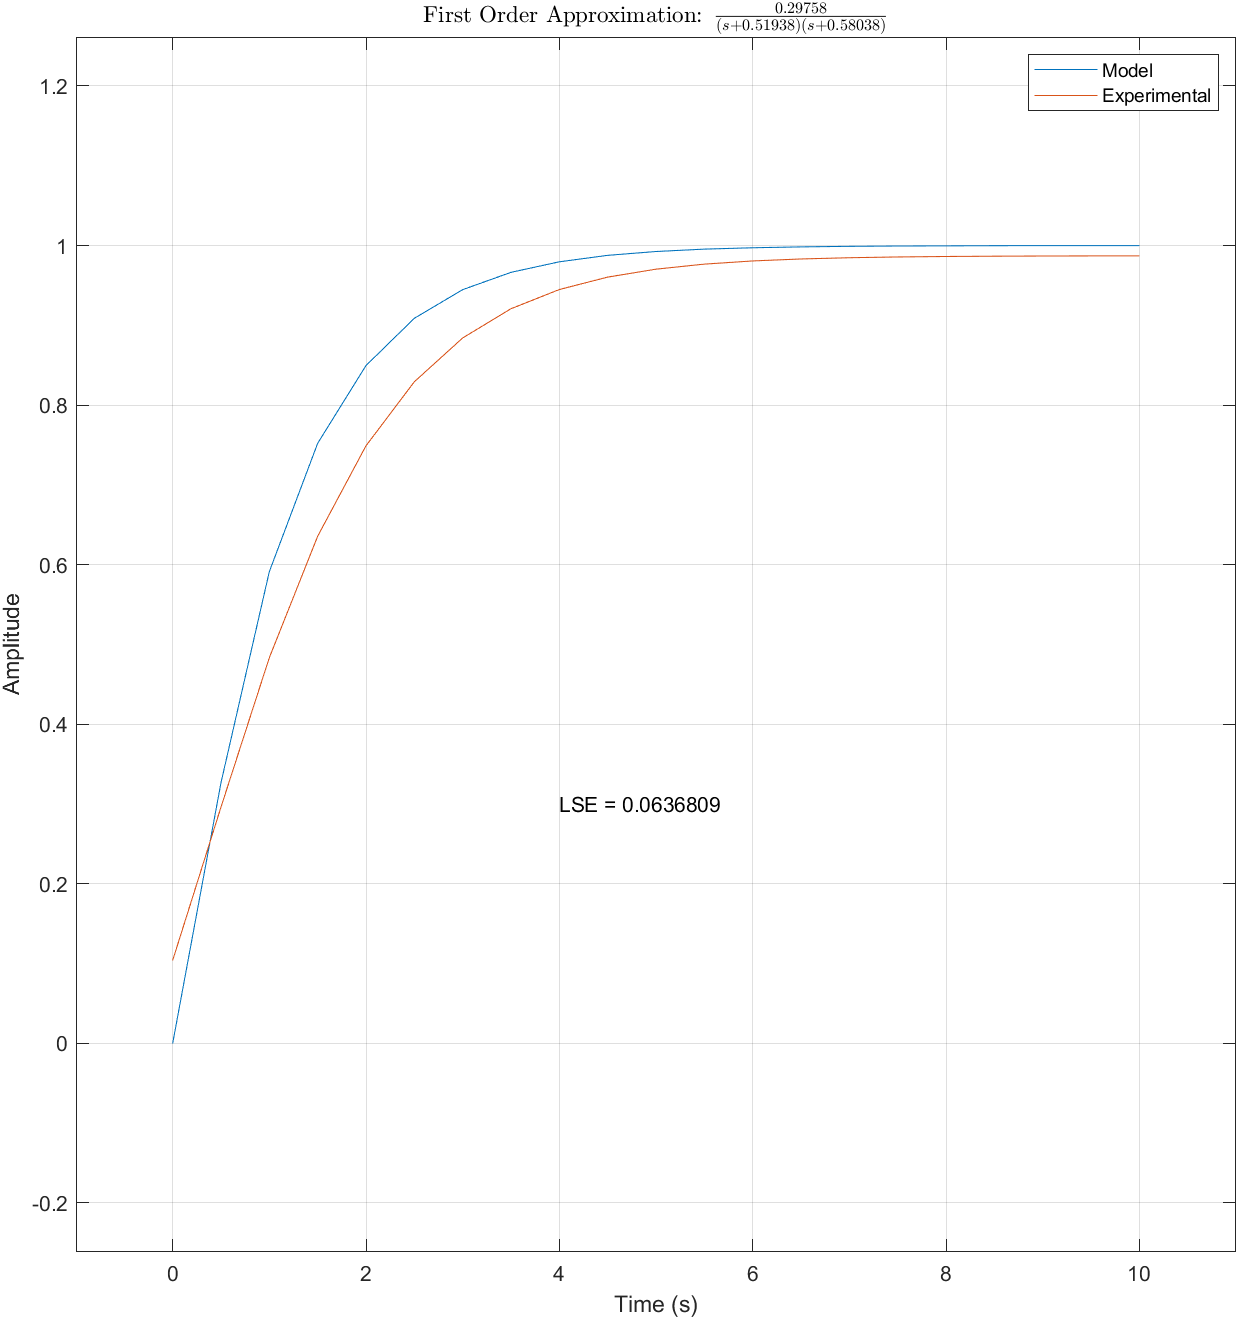 First Order Approximation: 0.29758/((s+0.51938)(s+0.58038))
Model
Experimental
1.2
1
0.8
0.6
0.4
0.2
0
-0.2
Amplitude
LSE = 0.0636809
0 2 4 6 8 10
Time (s)